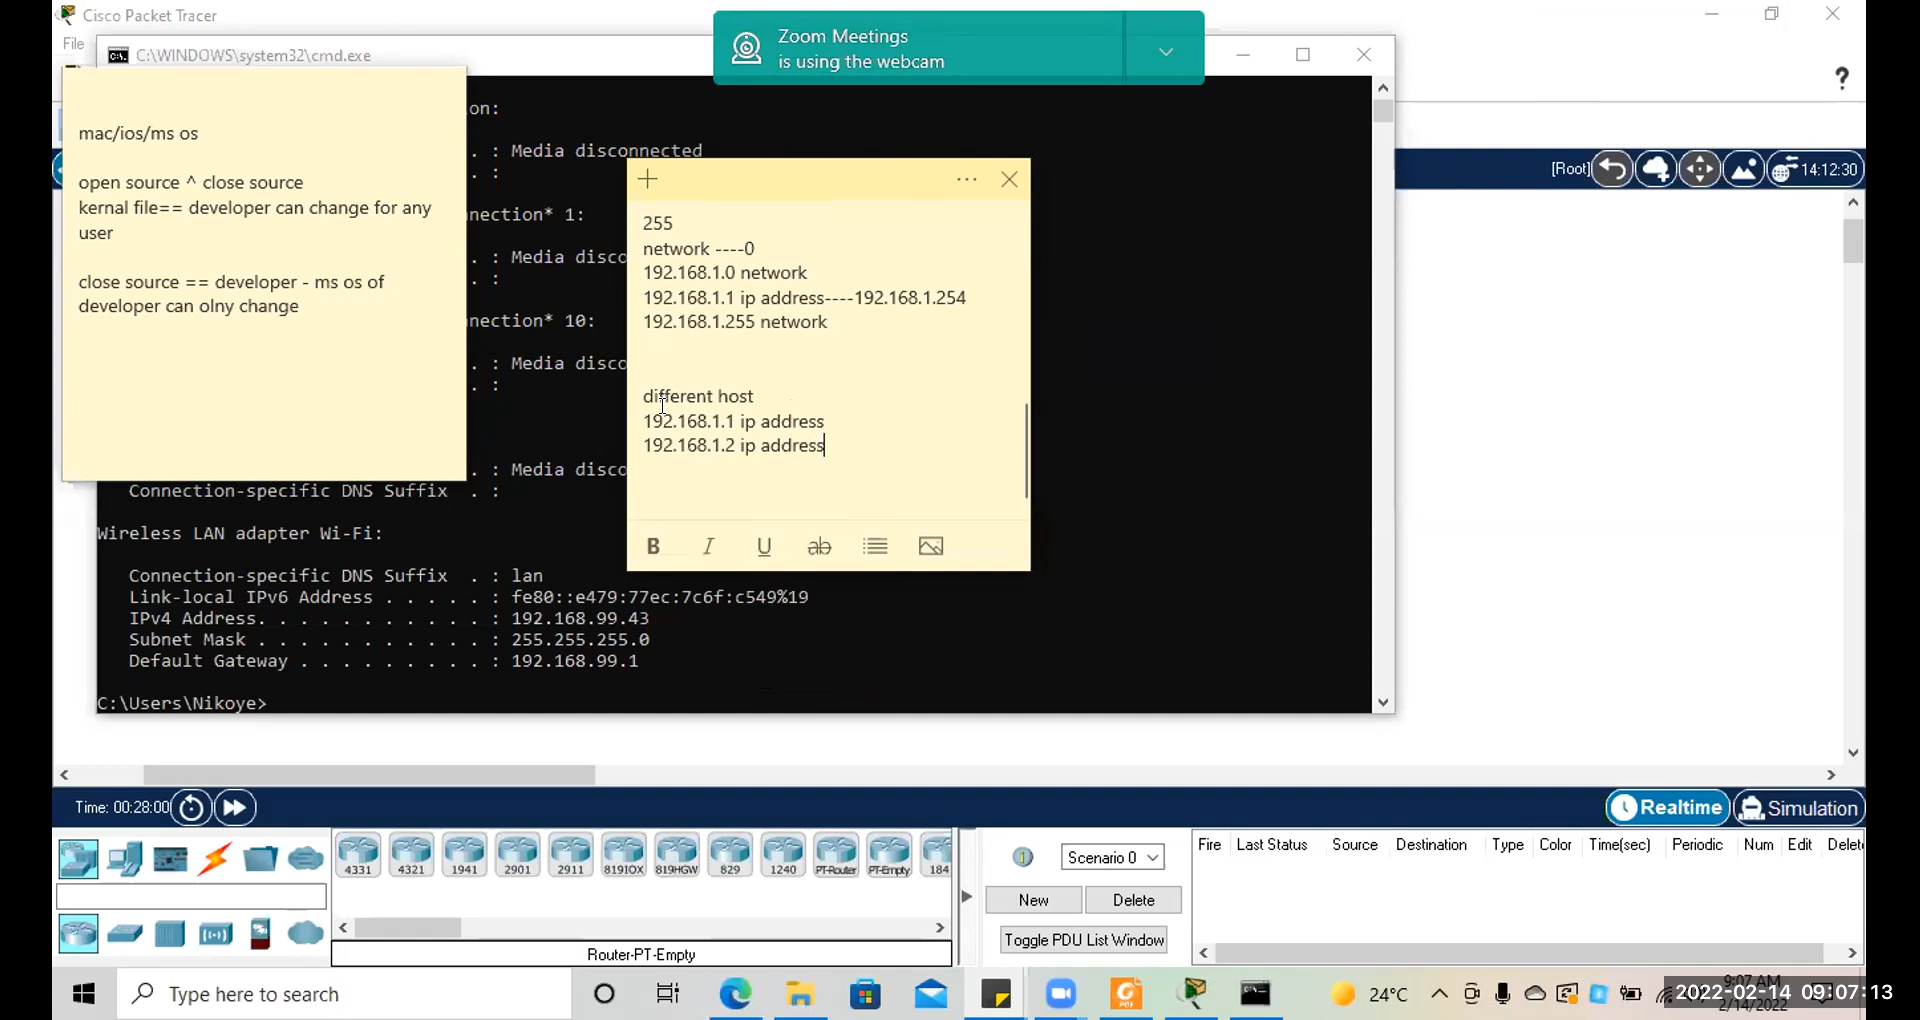 Cisco Packet Tracer
File
C:\WINDOWS\system32\cmd.exe
Zoom Meetings
is using the webcam
?
mac/ios/ms os
open source ^ close source
kernal file== developer can change for any
user
close source == developer - ms os of
developer can olny change
on:
. : Media disconnected
. :
nection* 1:
. : Media disco
. :
nection* 10:
. : Media disco
. :
. : Media disco
Connection-specific DNS Suffix . :
Wireless LAN adapter Wi-Fi:
Connection-specific DNS Suffix . : lan
Link-local IPv6 Address . . . . . : fe80::e479:77ec:7c6f:c549%19
IPv4 Address. . . . . . . . . . . : 192.168.99.43
Subnet Mask . . . . . . . . . . . : 255.255.255.0
Default Gateway . . . . . . . . . : 192.168.99.1
C:\Users\Nikoye>
255
network ----0
192.168.1.0 network
192.168.1.1 ip address----192.168.1.254
192.168.1.255 network
different host
192.168.1.1 ip address
192.168.1.2 ip address
B I U ab
[Root] 14:12:30
Time: 00:28:00
Realtime Simulation
4331 4321 1941 2901 2911 819IOX 819HGW 829 1240 PT-Router PT-Empty 184
Router-PT-Empty
Scenario 0
New Delete
Toggle PDU List Window
Fire Last Status Source Destination Type Color Time(sec) Periodic Num Edit Delet
Type here to search
24°C
9:07 AM
2/14/2022
2022-02-14 09:07:13